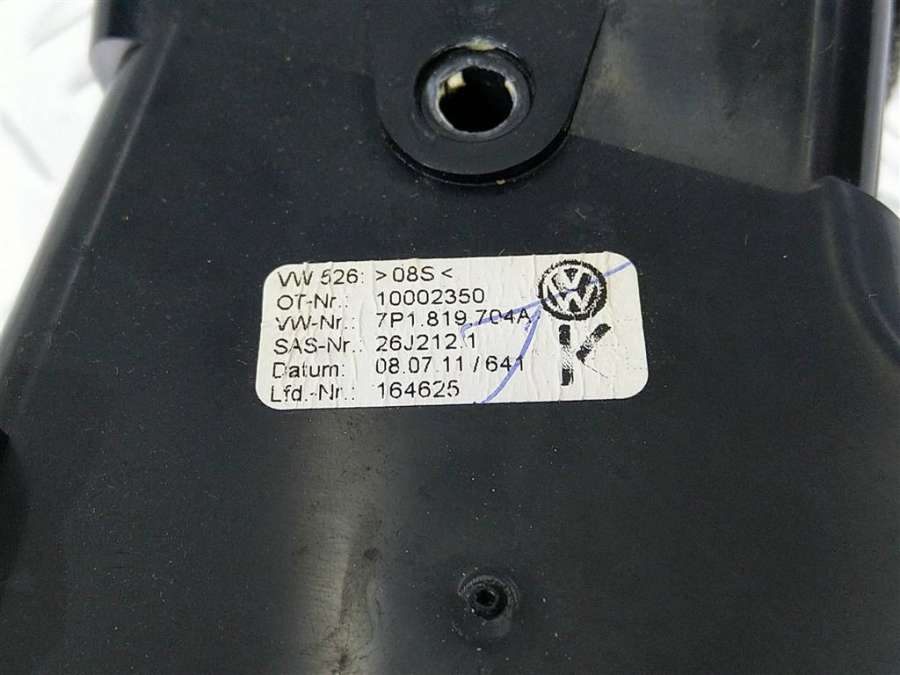 VW 526: >08S<
OT-Nr.: 10002350
VW-Nr.: 7P1.819.704A
SAS-Nr.: 26J212.1
Datum: 08.07.11/641
Lfd.-Nr.: 164625
VW
K